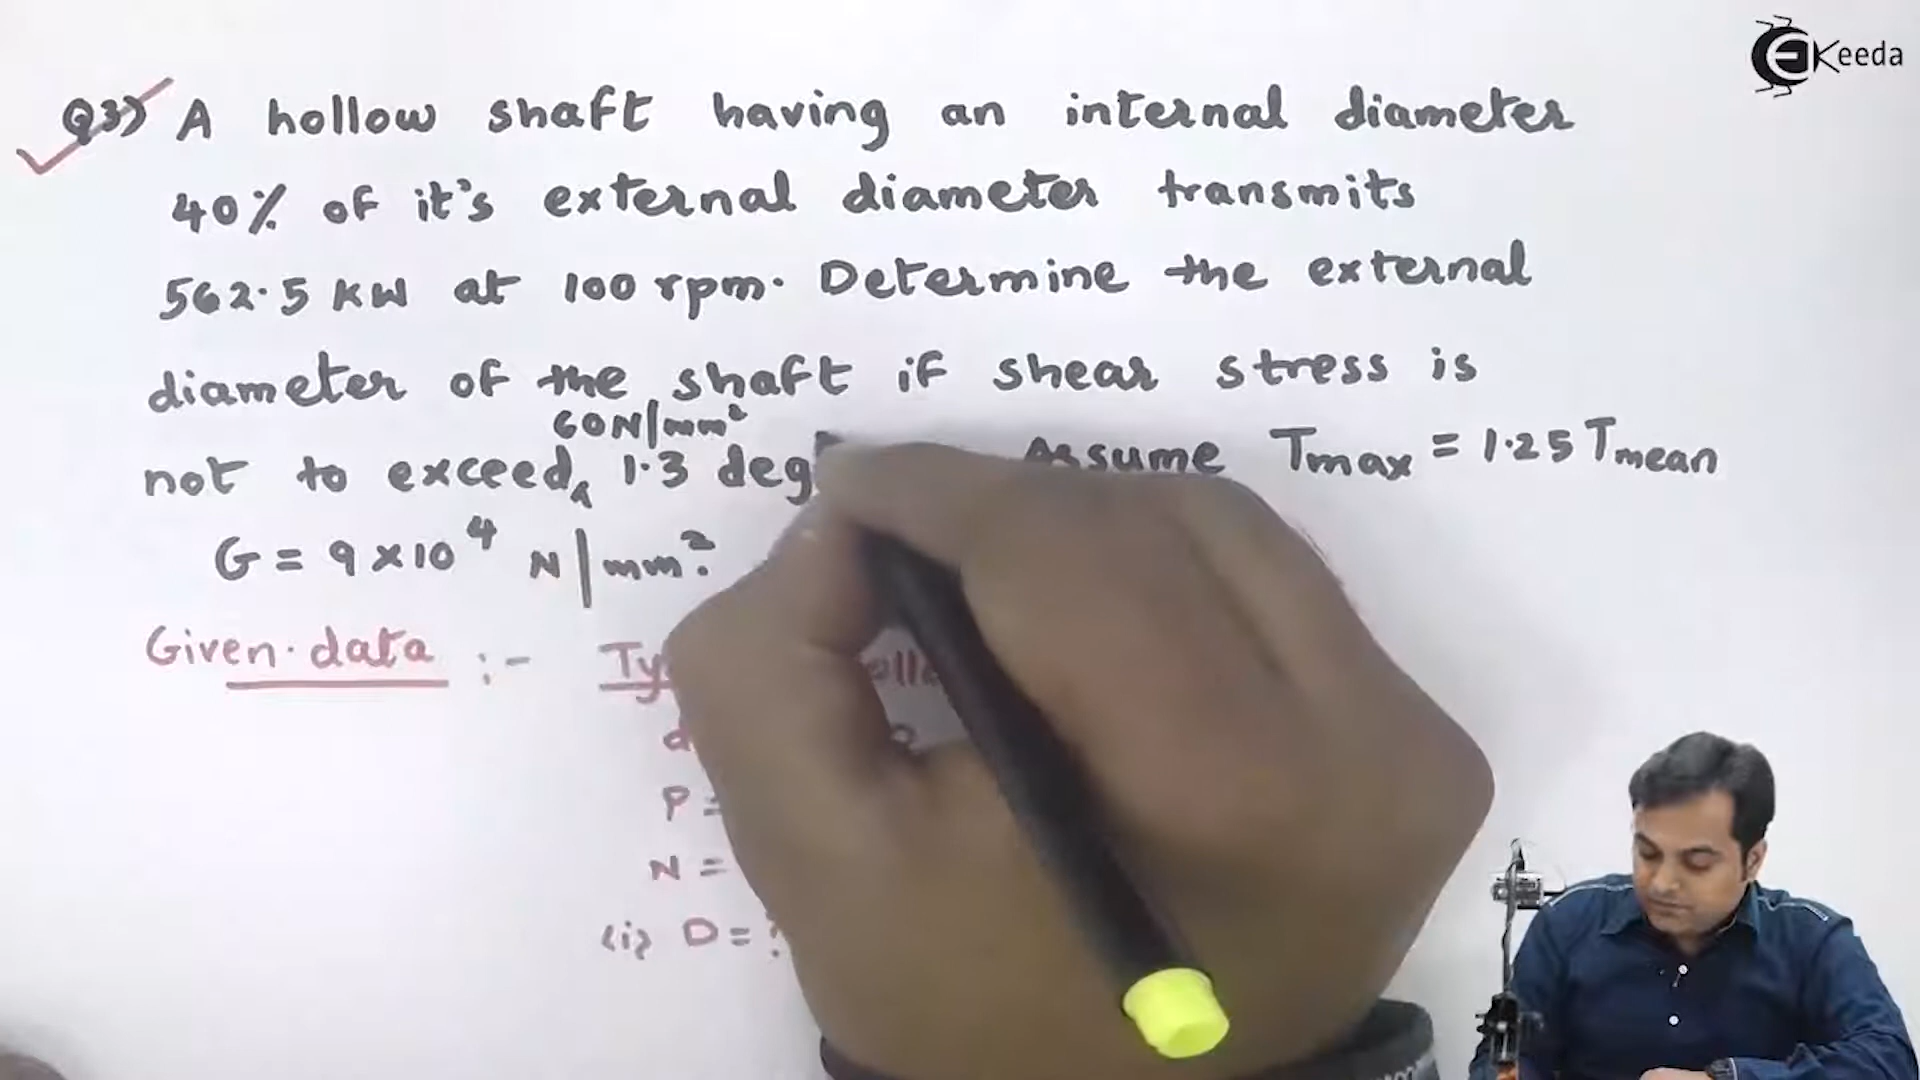 EKeeda
Q3) A hollow shaft having an internal diameter
40% of it's external diameter transmits
562.5 KW at 100 rpm. Determine the external
diameter of the shaft if shear stress is
60N/mm²
not to exceed, 1.3 deg Assume Tmax = 1.25 Tmean
G = 9×10⁴ N/mm².
Given data :-
P =
N =
(i) D = ?